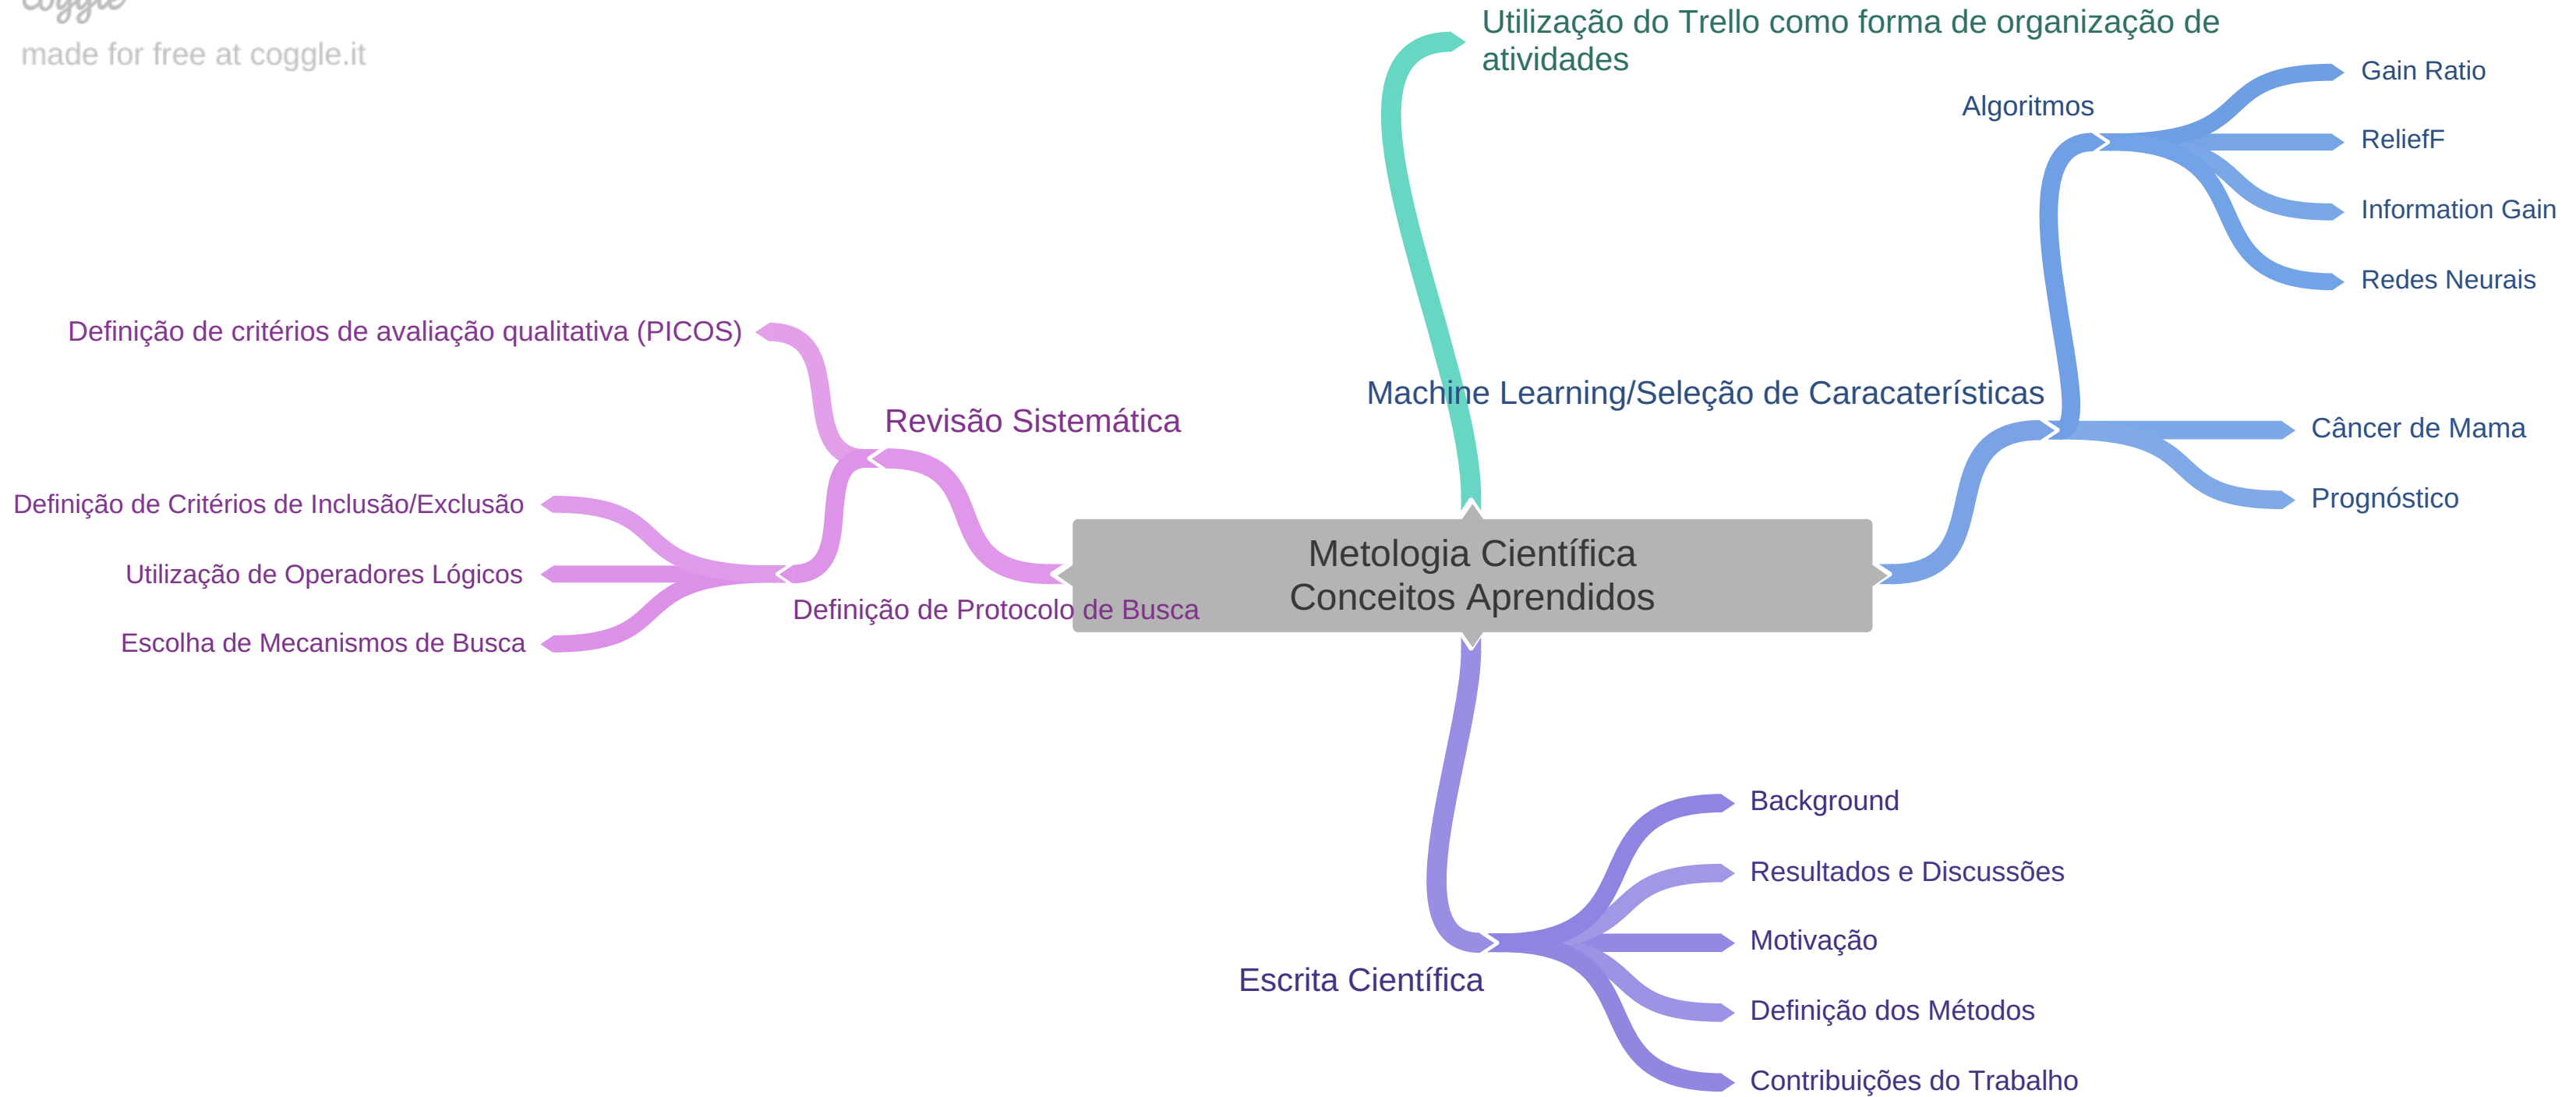 Coggle
made for free at coggle.it
Utilização do Trello como forma de organização de
atividades
Algoritmos
Gain Ratio
ReliefF
Information Gain
Redes Neurais
Machine Learning/Seleção de Caracaterísticas
Câncer de Mama
Prognóstico
Definição de critérios de avaliação qualitativa (PICOS)
Revisão Sistemática
Definição de Critérios de Inclusão/Exclusão
Utilização de Operadores Lógicos
Escolha de Mecanismos de Busca
Definição de Protocolo de Busca
Metologia Científica
Conceitos Aprendidos
Escrita Científica
Background
Resultados e Discussões
Motivação
Definição dos Métodos
Contribuições do Trabalho